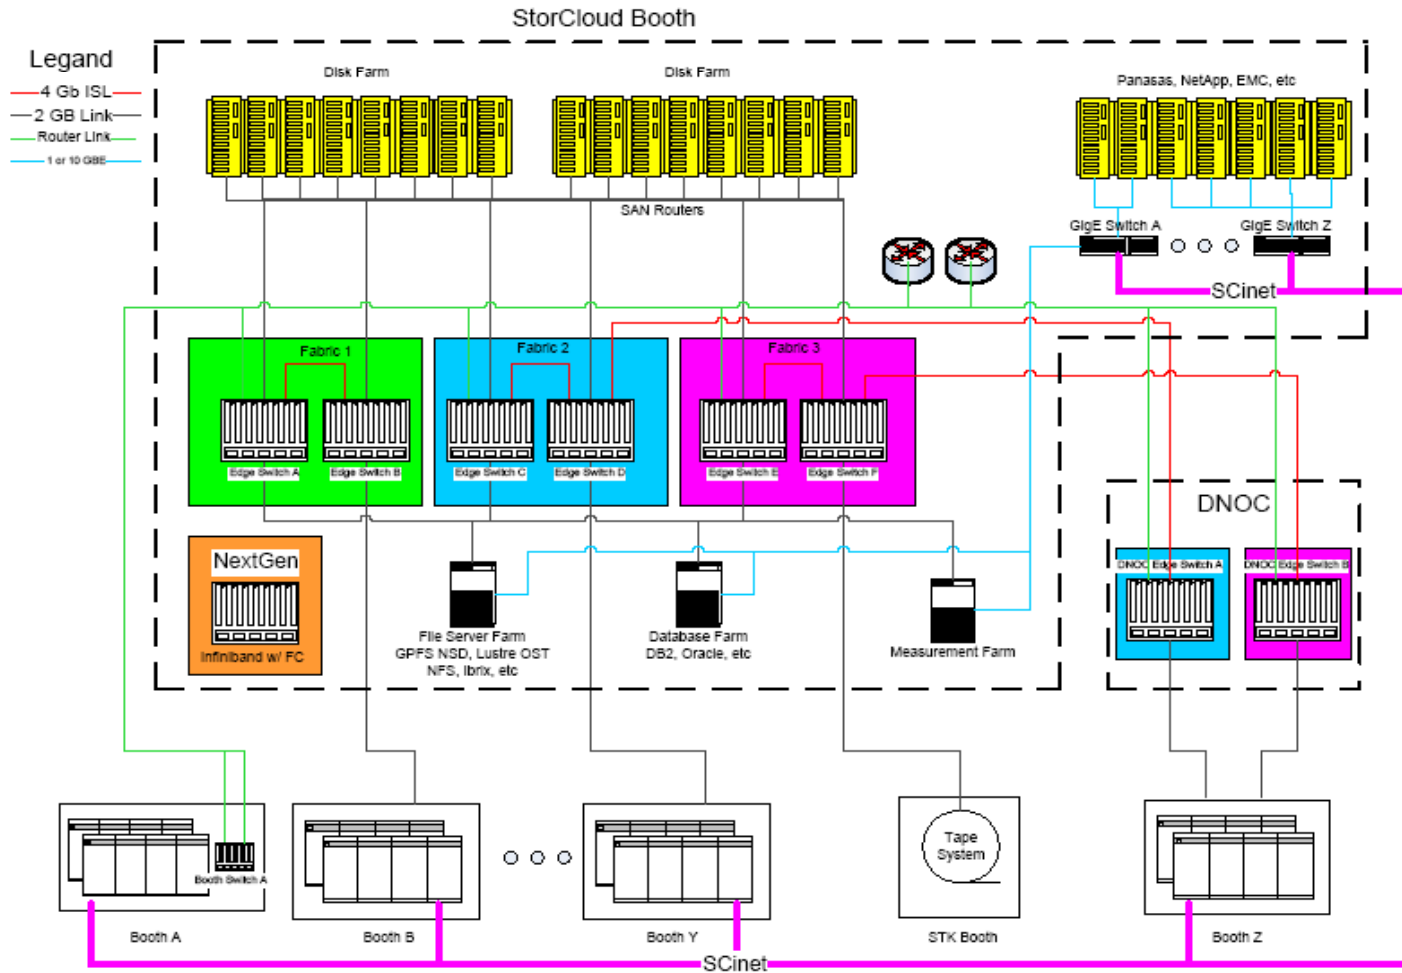 StorCloud Booth
Legand
4 Gb ISL
2 GB Link
Router Link
1 or 10 GBE
Disk Farm
Disk Farm
Panasas, NetApp, EMC, etc
SAN Routers
GigE Switch A
GigE Switch Z
SCinet
Fabric 1
Fabric 2
Fabric 3
Edge Switch A
Edge Switch B
Edge Switch C
Edge Switch D
Edge Switch E
Edge Switch F
DNOC
DNOC Edge Switch A
DNOC Edge Switch B
NextGen
Infiniband w/ FC
File Server Farm
GPFS NSD, Lustre OST
NFS, Ibrix, etc
Database Farm
DB2, Oracle, etc
Measurement Farm
Booth Switch A
Tape
System
Booth A
Booth B
Booth Y
STK Booth
Booth Z
SCinet